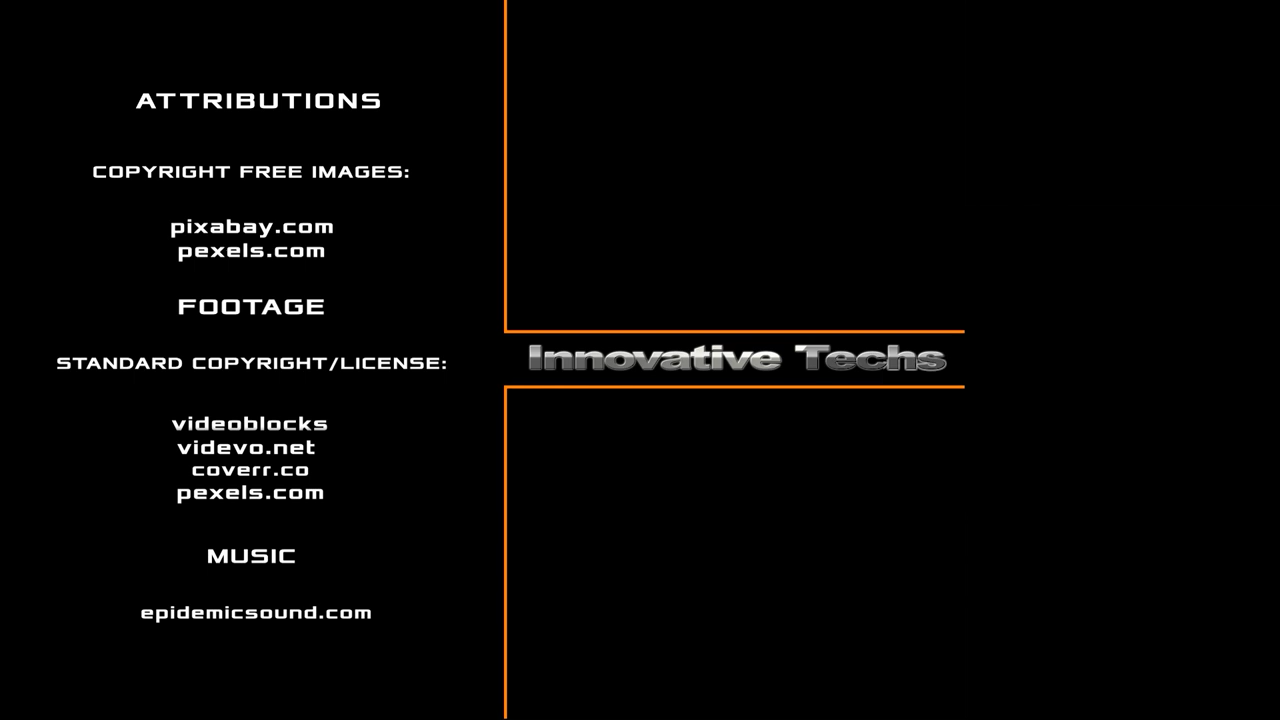 ATTRIBUTIONS
COPYRIGHT FREE IMAGES:
pixabay.com
pexels.com
FOOTAGE
STANDARD COPYRIGHT/LICENSE:
videoblocks
videvo.net
coverr.co
pexels.com
MUSIC
epidemicsound.com
Innovative Techs